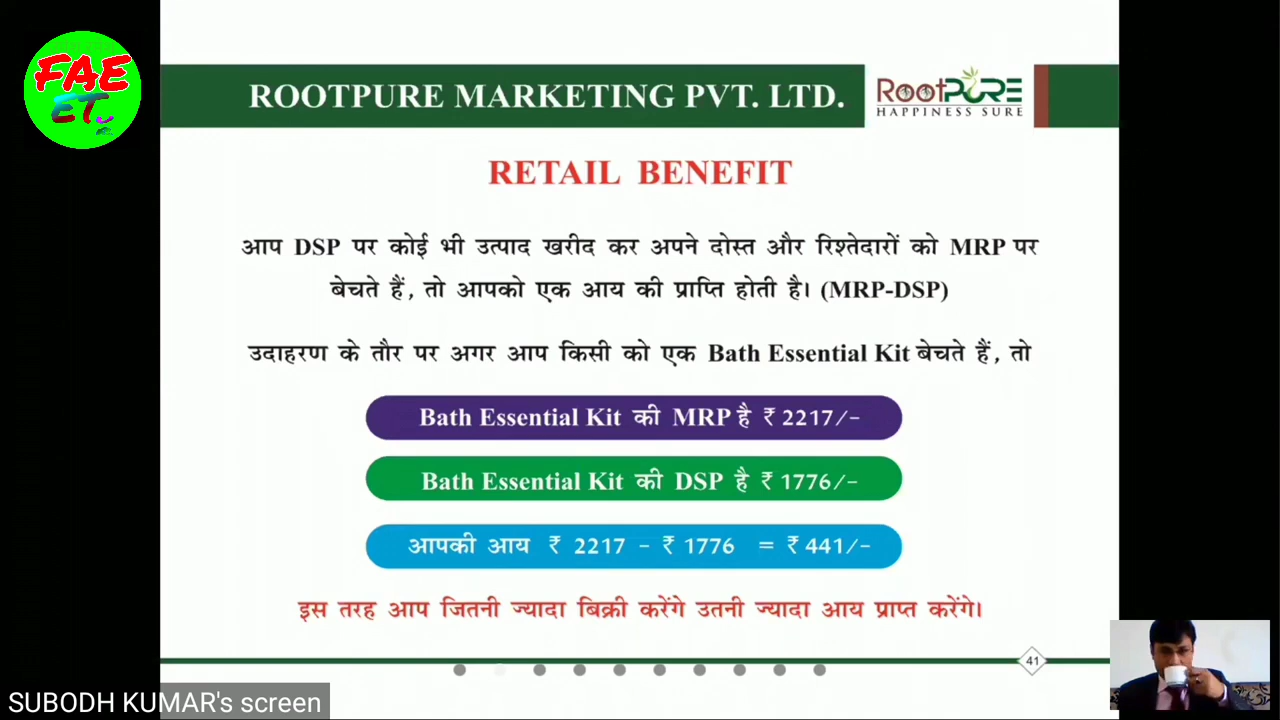 FAE
ET
ROOTPURE MARKETING PVT. LTD.
RootPURE
HAPPINESS SURE
RETAIL BENEFIT
आप DSP पर कोई भी उत्पाद खरीद कर अपने दोस्त और रिश्तेदारों को MRP पर
बेचते हैं, तो आपको एक आय की प्राप्ति होती है। (MRP-DSP)
उदाहरण के तौर पर अगर आप किसी को एक Bath Essential Kit बेचते हैं, तो
Bath Essential Kit की MRP है ₹ 2217/-
Bath Essential Kit की DSP है ₹ 1776/-
आपकी आय ₹ 2217 - ₹ 1776 = ₹ 441/-
इस तरह आप जितनी ज्यादा बिक्री करेंगे उतनी ज्यादा आय प्राप्त करेंगे।
41
SUBODH KUMAR's screen